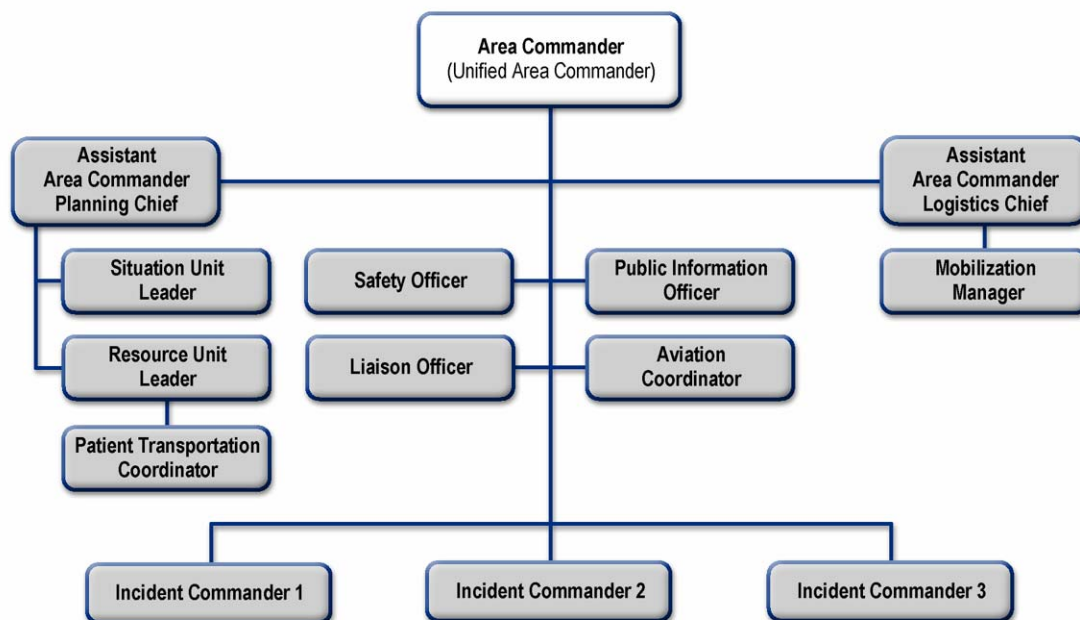 Area Commander
(Unified Area Commander)
Assistant
Area Commander
Planning Chief
Assistant
Area Commander
Logistics Chief
Situation Unit
Leader
Safety Officer
Public Information
Officer
Mobilization
Manager
Resource Unit
Leader
Liaison Officer
Aviation
Coordinator
Patient Transportation
Coordinator
Incident Commander 1
Incident Commander 2
Incident Commander 3